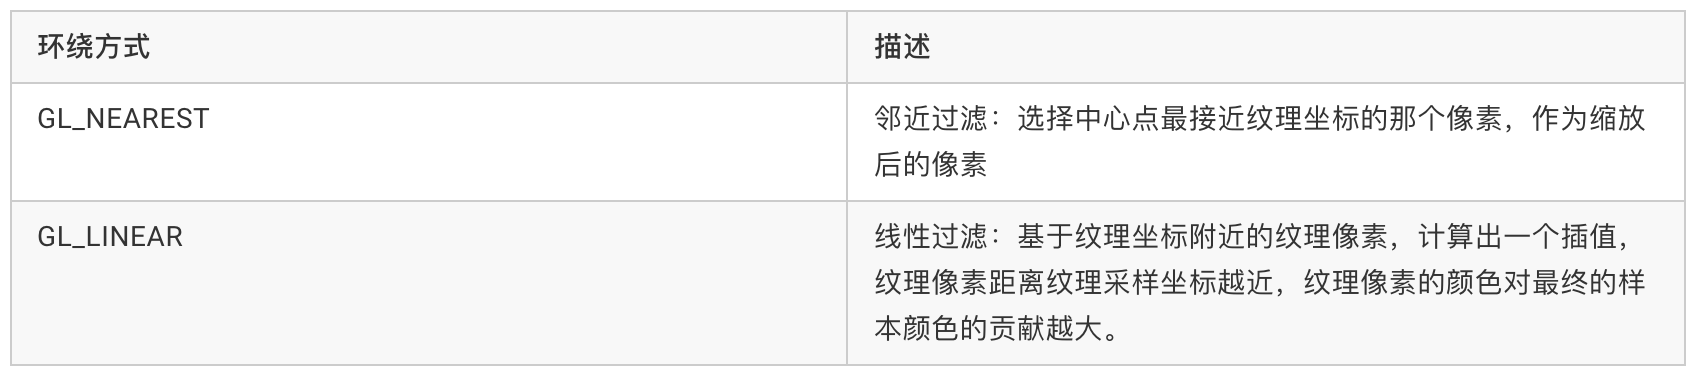 环绕方式
描述
GL_NEAREST
邻近过滤：选择中心点最接近纹理坐标的那个像素，作为缩放
后的像素
GL_LINEAR
线性过滤：基于纹理坐标附近的纹理像素，计算出一个插值，
纹理像素距离纹理采样坐标越近，纹理像素的颜色对最终的样
本颜色的贡献越大。